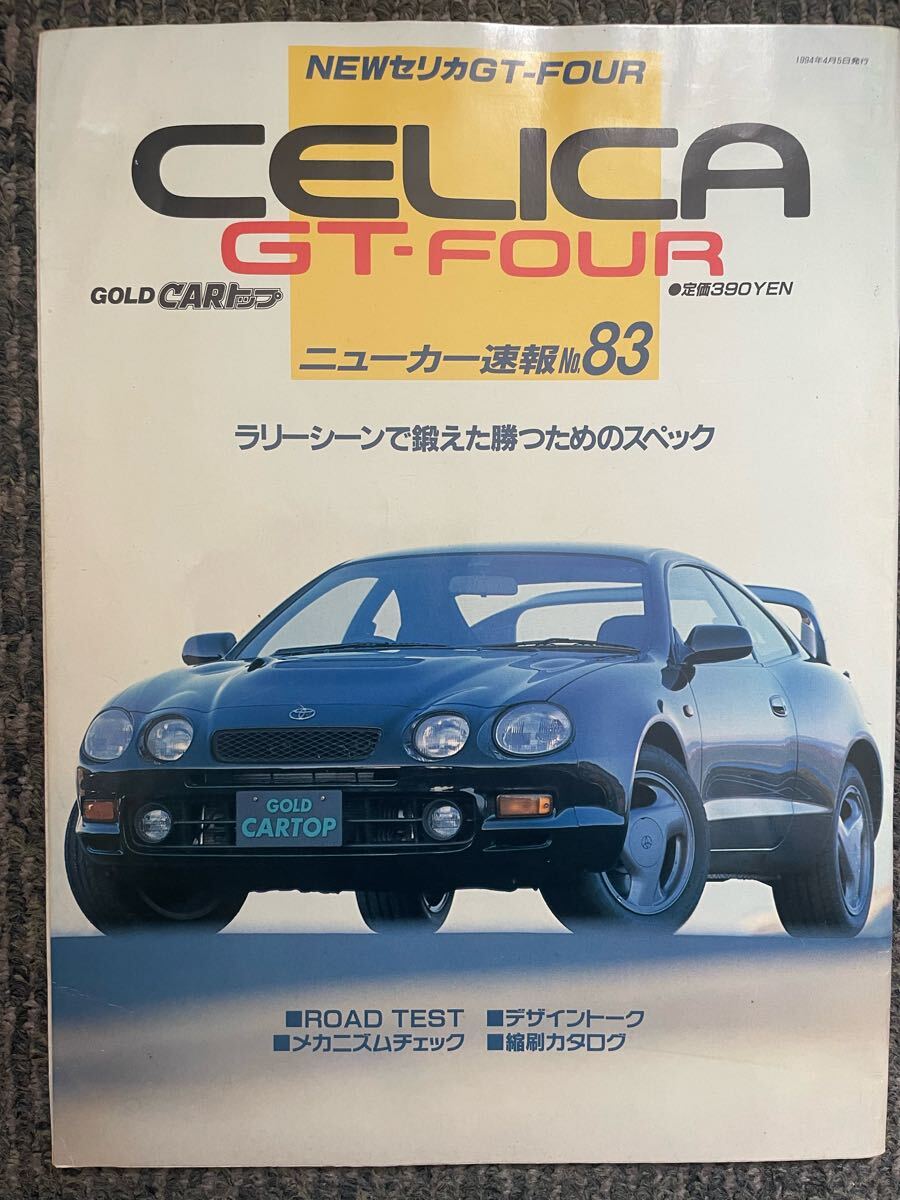 NEWセリカGT-FOUR
1994年4月5日発行
CELICA
GT-FOUR
GOLD CARトップ
●定価390YEN
ニューカー速報No.83
ラリーシーンで鍛えた勝つためのスペック
GOLD
CARTOP
■ROAD TEST ■デザイントーク
■メカニズムチェック ■縮刷カタログ